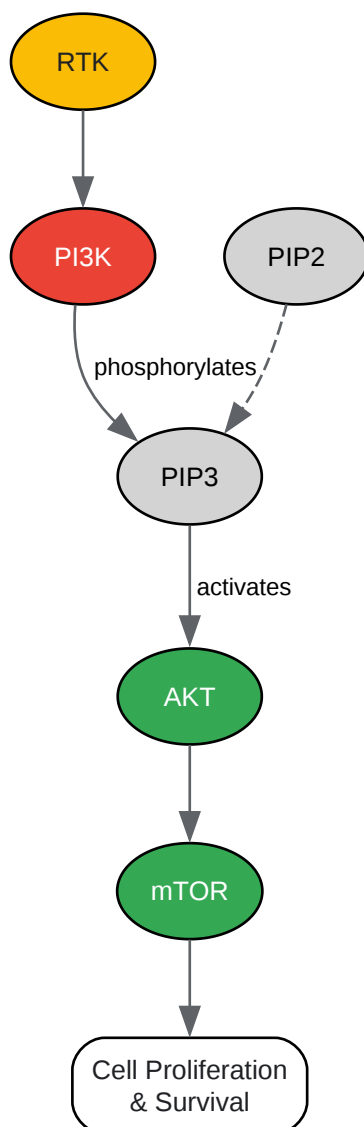 RTK
PI3K
PIP2
phosphorylates
PIP3
activates
AKT
mTOR
Cell Proliferation
& Survival